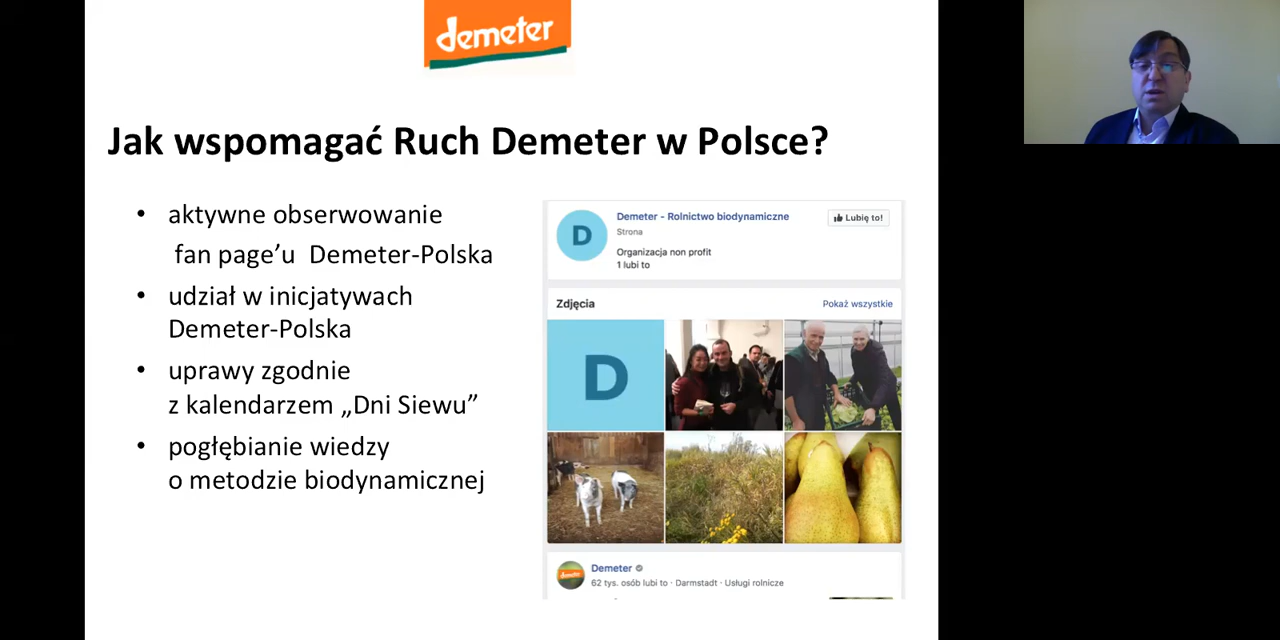 demeter
Jak wspomagać Ruch Demeter w Polsce?
• aktywne obserwowanie
fan page’u Demeter-Polska
• udział w inicjatywach
Demeter-Polska
• uprawy zgodnie
z kalendarzem „Dni Siewu”
• pogłębianie wiedzy
o metodzie biodynamicznej
D
Demeter - Rolnictwo biodynamiczne
Lubię to!
Strona
Organizacja non profit
1 lubi to
Zdjęcia
Pokaż wszystkie
D
demeter
Demeter
62 tys. osób lubi to · Darmstadt · Usługi rolnicze